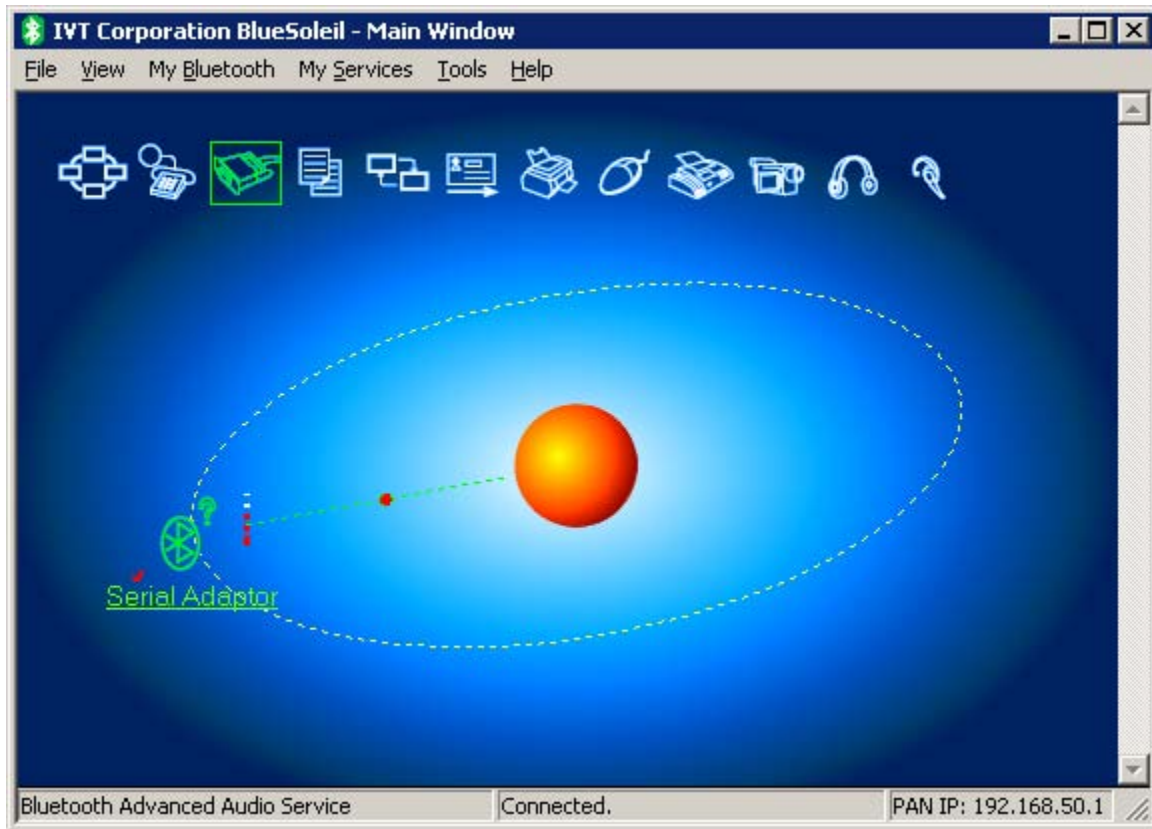 IVT Corporation BlueSoleil - Main Window
File View My Bluetooth My Services Tools Help
?
Serial Adaptor
Bluetooth Advanced Audio Service Connected. PAN IP: 192.168.50.1